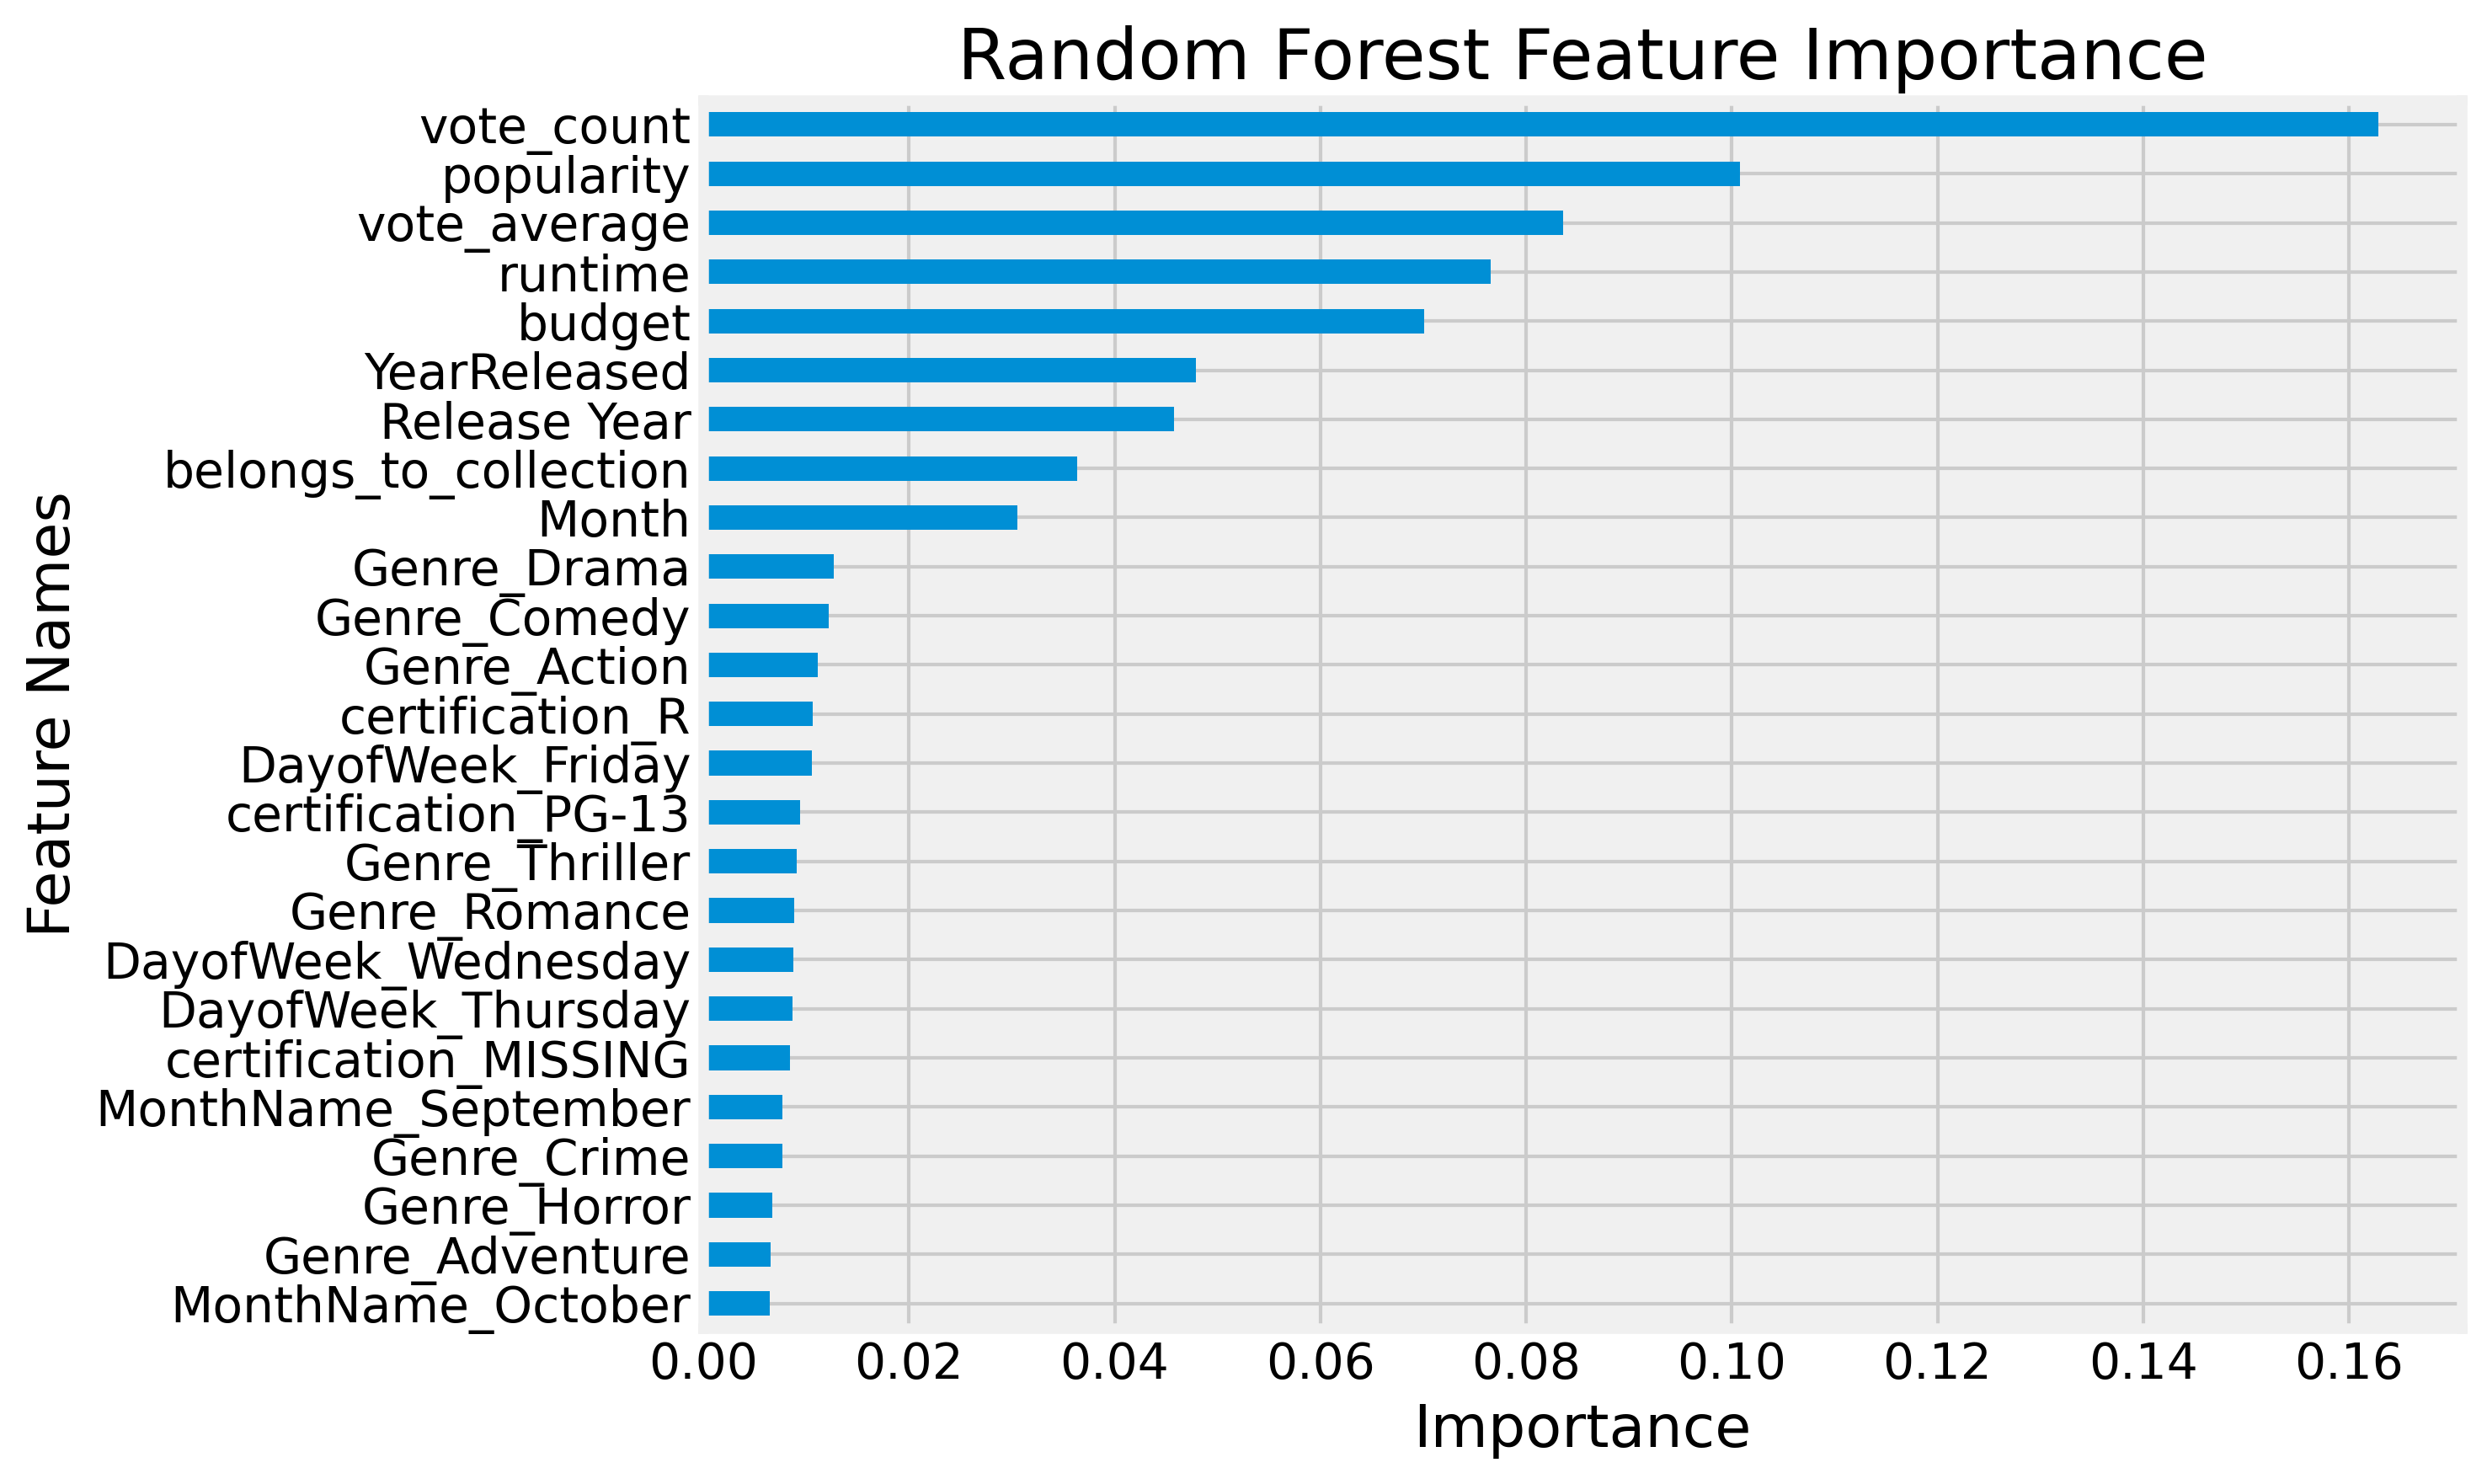 Random Forest Feature Importance
vote_count
popularity
vote_average
runtime
budget
YearReleased
Release Year
belongs_to_collection
Month
Genre_Drama
Genre_Comedy
Genre_Action
certification_R
DayofWeek_Friday
certification_PG-13
Genre_Thriller
Genre_Romance
DayofWeek_Wednesday
DayofWeek_Thursday
certification_MISSING
MonthName_September
Genre_Crime
Genre_Horror
Genre_Adventure
MonthName_October
Feature Names
0.00 0.02 0.04 0.06 0.08 0.10 0.12 0.14 0.16
Importance